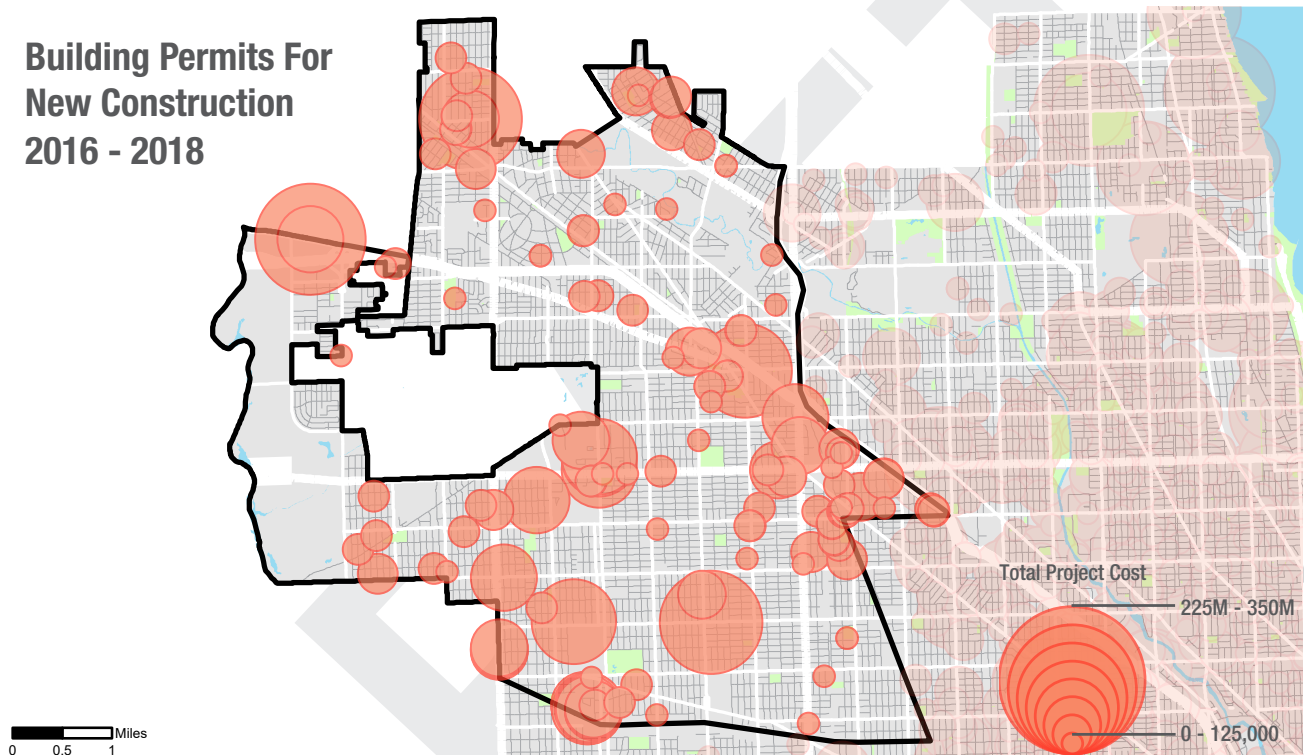 Building Permits For
New Construction
2016 - 2018
Total Project Cost
225M - 350M
0 - 125,000
Miles
0 0.5 1